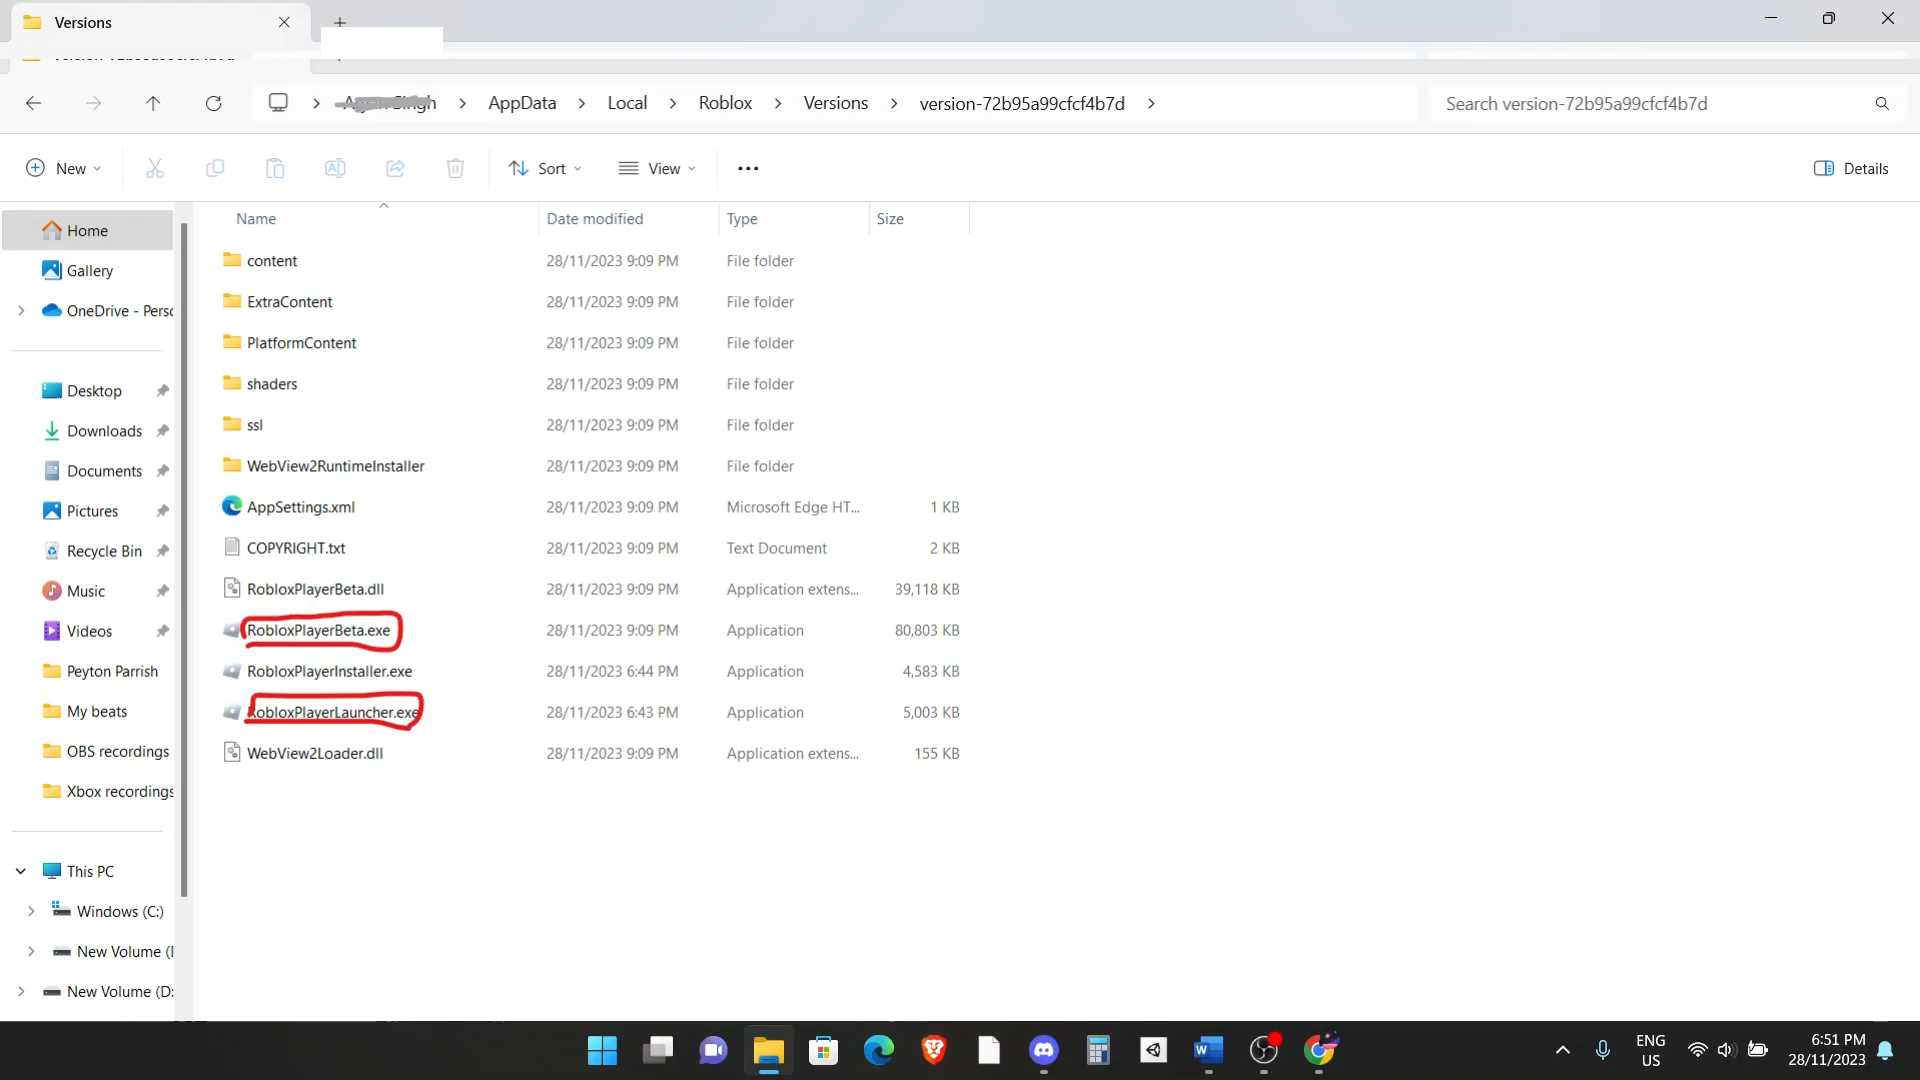 Versions
AppData Local Roblox Versions version-72b95a99cfcf4b7d
Search version-72b95a99cfcf4b7d
New Sort View Details
Name Date modified Type Size
Home
Gallery
OneDrive - Perso
Desktop
Downloads
Documents
Pictures
Recycle Bin
Music
Videos
Peyton Parrish
My beats
OBS recordings
Xbox recordings
This PC
Windows (C:)
New Volume (
New Volume (D:
content 28/11/2023 9:09 PM File folder
ExtraContent 28/11/2023 9:09 PM File folder
PlatformContent 28/11/2023 9:09 PM File folder
shaders 28/11/2023 9:09 PM File folder
ssl 28/11/2023 9:09 PM File folder
WebView2RuntimeInstaller 28/11/2023 9:09 PM File folder
AppSettings.xml 28/11/2023 9:09 PM Microsoft Edge HT... 1 KB
COPYRIGHT.txt 28/11/2023 9:09 PM Text Document 2 KB
RobloxPlayerBeta.dll 28/11/2023 9:09 PM Application extens... 39,118 KB
RobloxPlayerBeta.exe 28/11/2023 9:09 PM Application 80,803 KB
RobloxPlayerInstaller.exe 28/11/2023 6:44 PM Application 4,583 KB
RobloxPlayerLauncher.exe 28/11/2023 6:43 PM Application 5,003 KB
WebView2Loader.dll 28/11/2023 9:09 PM Application extens... 155 KB
ENG
US
6:51 PM
28/11/2023